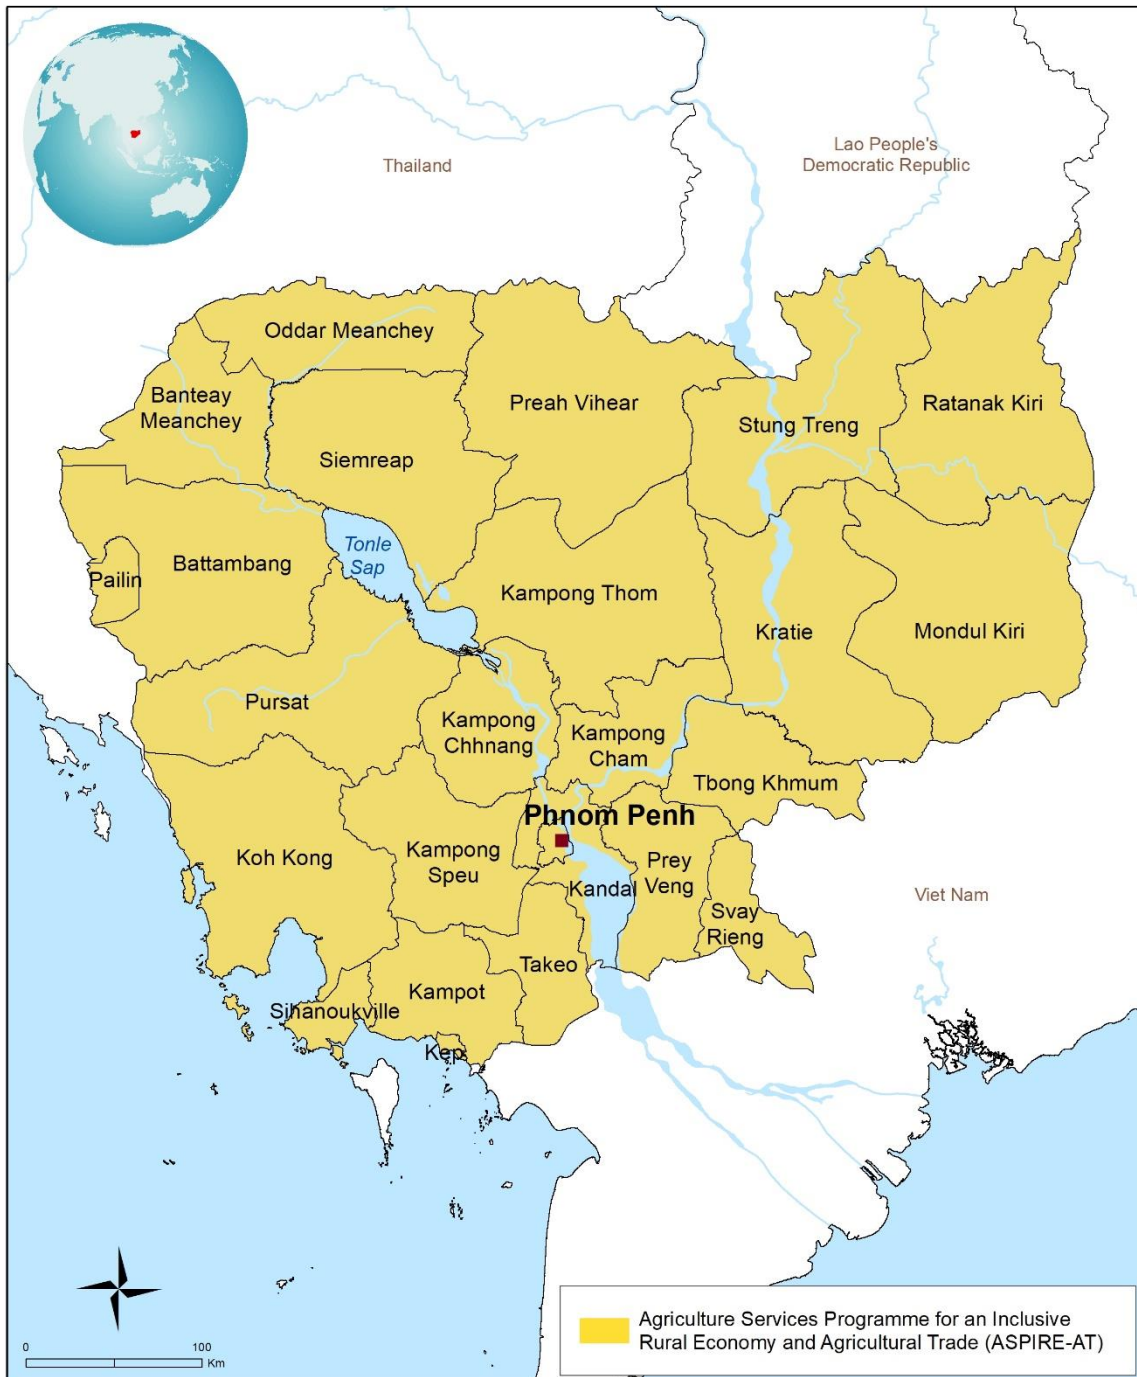 Thailand
Lao People's
Democratic Republic
Oddar Meanchey
Banteay
Meanchey
Preah Vihear
Ratanak Kiri
Stung Treng
Siemreap
Tonle
Sap
Battambang
Pailin
Kampong Thom
Kratie
Mondul Kiri
Pursat
Kampong
Chhnang
Kampong
Cham
Tbong Khmum
Phnom Penh
Koh Kong
Kampong
Speu
Prey
Veng
Kandal
Svay
Rieng
Viet Nam
Takeo
Kampot
Sihanoukville
Kep
0 100
Km
Agriculture Services Programme for an Inclusive
Rural Economy and Agricultural Trade (ASPIRE-AT)